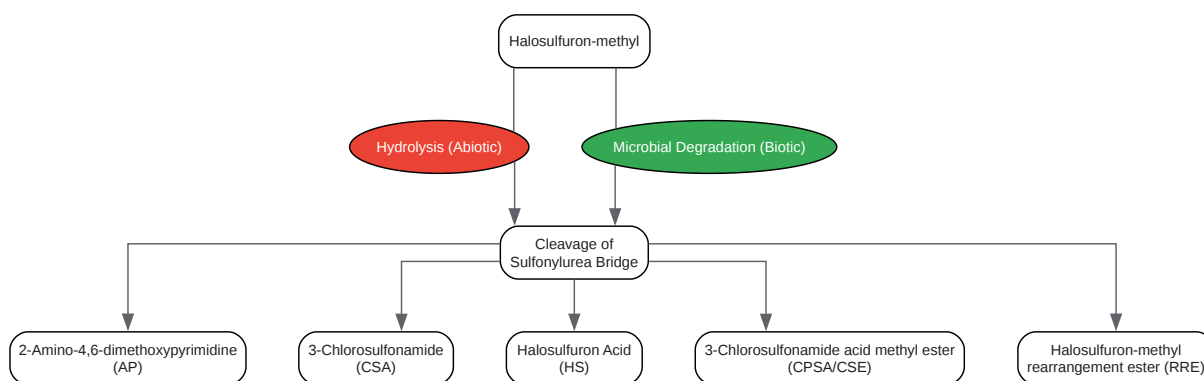 Halosulfuron-methyl
Hydrolysis (Abiotic)
Microbial Degradation (Biotic)
Cleavage of
Sulfonylurea Bridge
2-Amino-4,6-dimethoxypyrimidine
(AP)
3-Chlorosulfonamide
(CSA)
Halosulfuron Acid
(HS)
3-Chlorosulfonamide acid methyl ester
(CPSA/CSE)
Halosulfuron-methyl
rearrangement ester (RRE)